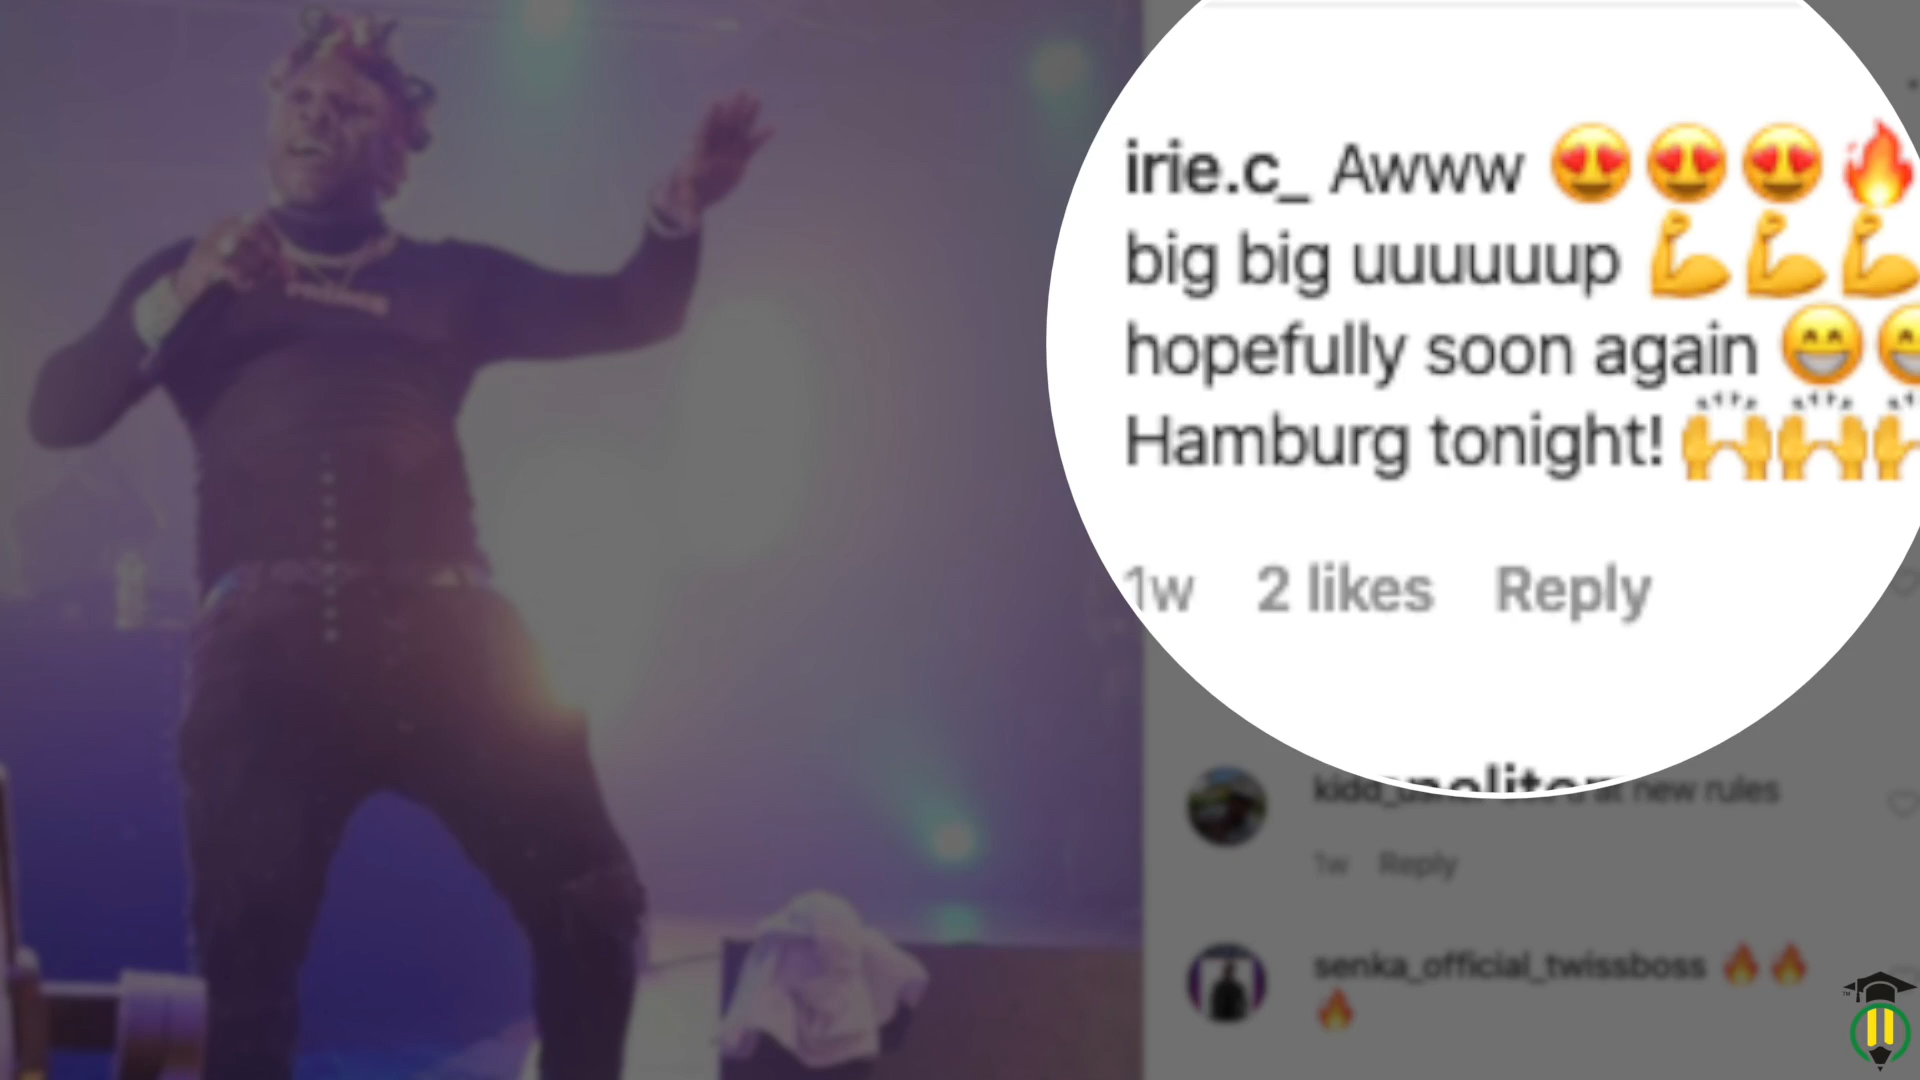 irie.c_ Awww 😍😍😍🔥
big big uuuuuup 💪💪💪
hopefully soon again 😁😁
Hamburg tonight! 🙌🙌🙌
1w 2 likes Reply
new rules
1w Reply
senka_official_twissboss 🔥🔥
🔥